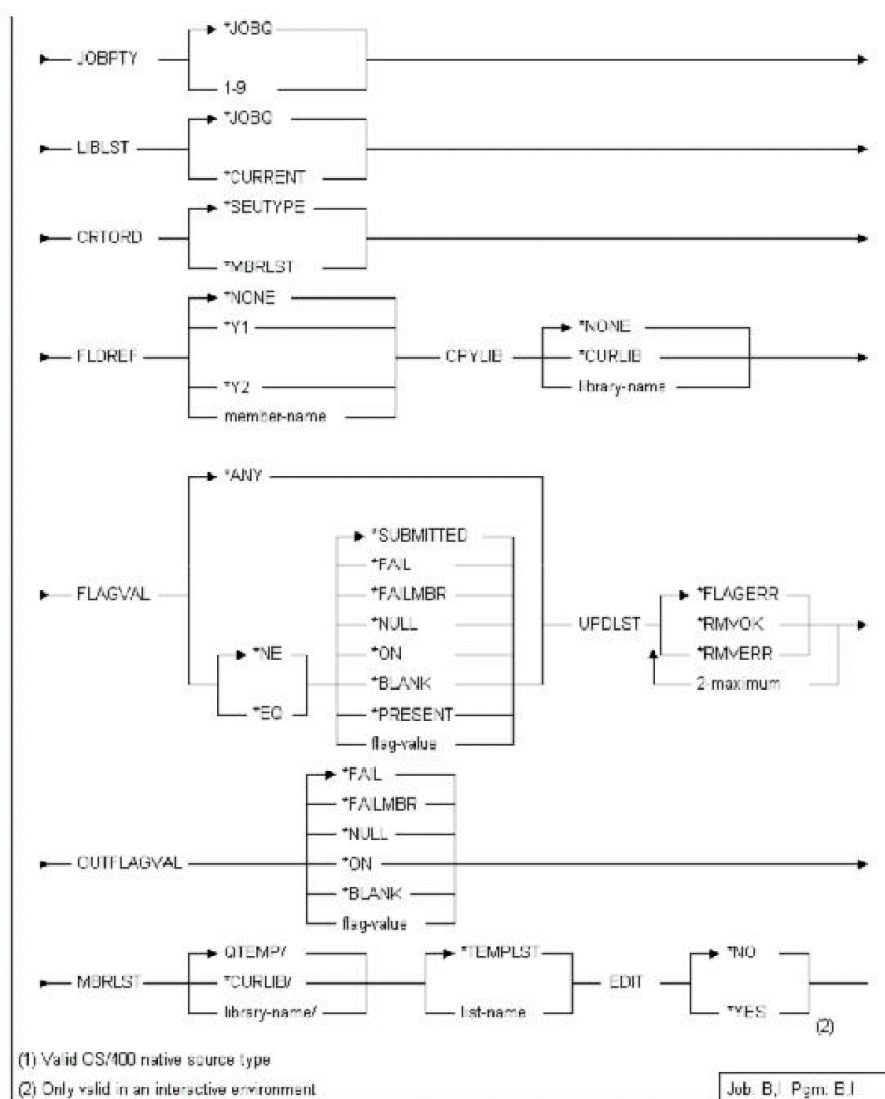 *JOBQ
JOBPTY
1-9
*JOBQ
LIBLST
*CURRENT
*SEUTYPE
CRTORD
*MBRLST
*NONE
*Y1
FLDREF
*Y2
member-name
CPYLIB
*NONE
*CURLIB
library-name
*ANY
FLAGVAL
*NE
*EQ
*SUBMITTED
*FAIL
*FAILMBR
*NULL
*ON
*BLANK
*PRESENT
flag-value
UPDLST
*FLAGERR
*RMVOK
*RMVERR
2-maximum
*FAIL
*FAILMBR
*NULL
OUTFLAGVAL
*ON
*BLANK
flag-value
MBRLST
QTEMP/
*CURLIB/
library-name/
*TEMPLST
list-name
EDIT
*NO
*YES
(2)
(1) Valid OS/400 native source type
(2) Only valid in an interactive environment
Job: B,I Pgm: B,I